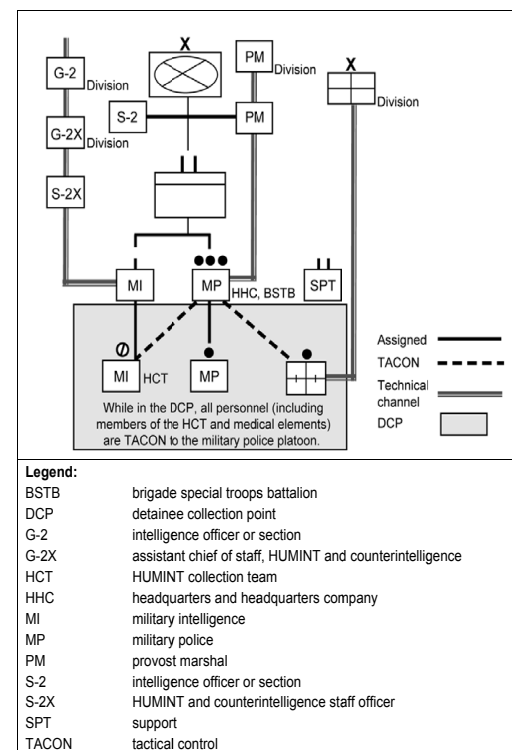 X
PM
Division
X
G-2
Division
Division
S-2
PM
G-2X
Division
S-2X
MI
MP
HHC, BSTB
SPT
MI
HCT
MP
While in the DCP, all personnel (including
members of the HCT and medical elements)
are TACON to the military police platoon.
Assigned
TACON
Technical
channel
DCP
Legend:
BSTB brigade special troops battalion
DCP detainee collection point
G-2 intelligence officer or section
G-2X assistant chief of staff, HUMINT and counterintelligence
HCT HUMINT collection team
HHC headquarters and headquarters company
MI military intelligence
MP military police
PM provost marshal
S-2 intelligence officer or section
S-2X HUMINT and counterintelligence staff officer
SPT support
TACON tactical control